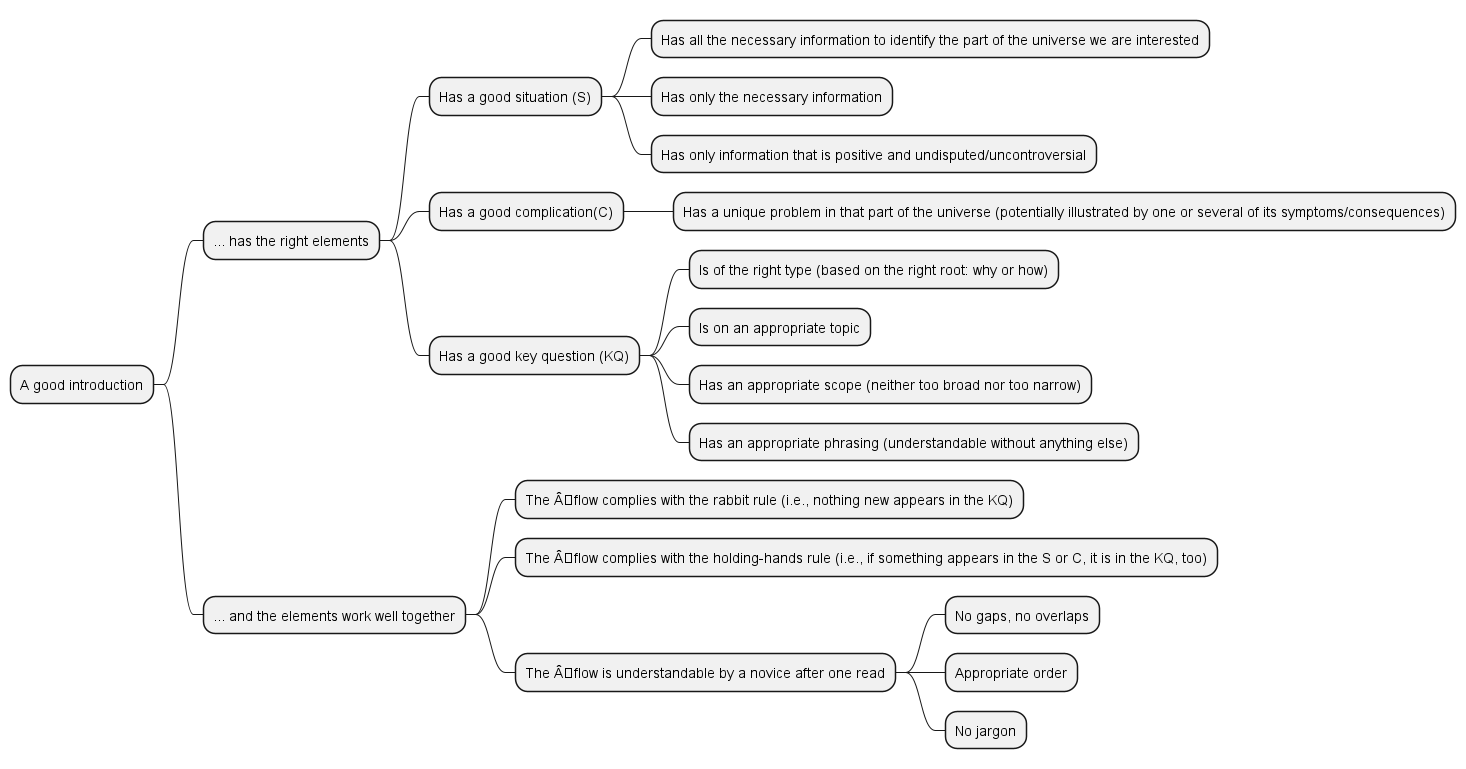 A good introduction
... has the right elements
Has a good situation (S)
Has all the necessary information to identify the part of the universe we are interested
Has only the necessary information
Has only information that is positive and undisputed/uncontroversial
Has a good complication(C)
Has a unique problem in that part of the universe (potentially illustrated by one or several of its symptoms/consequences)
Has a good key question (KQ)
Is of the right type (based on the right root: why or how)
Is on an appropriate topic
Has an appropriate scope (neither too broad nor too narrow)
Has an appropriate phrasing (understandable without anything else)
... and the elements work well together
The Â▯flow complies with the rabbit rule (i.e., nothing new appears in the KQ)
The Â▯flow complies with the holding-hands rule (i.e., if something appears in the S or C, it is in the KQ, too)
The Â▯flow is understandable by a novice after one read
No gaps, no overlaps
Appropriate order
No jargon